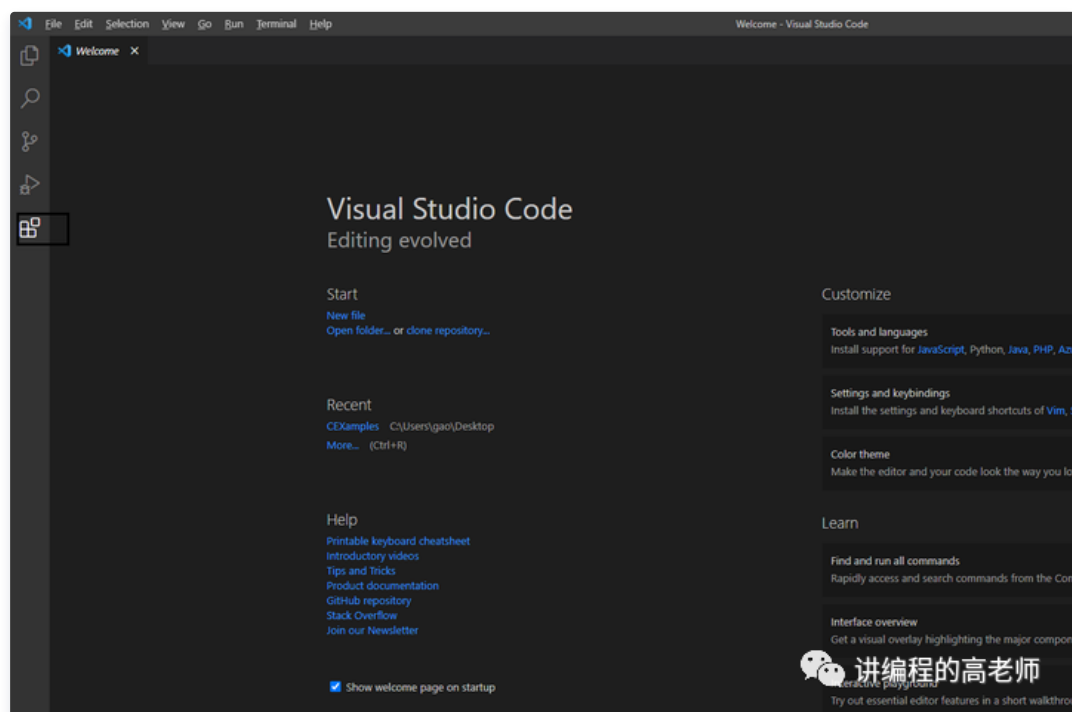 File Edit Selection View Go Run Terminal Help
Welcome - Visual Studio Code
Welcome
Visual Studio Code
Editing evolved
Start
New file
Open folder... or clone repository...
Recent
CEXamples C:\Users\gao\Desktop
More... (Ctrl+R)
Help
Printable keyboard cheatsheet
Introductory videos
Tips and Tricks
Product documentation
GitHub repository
Stack Overflow
Join our Newsletter
Show welcome page on startup
Customize
Tools and languages
Install support for JavaScript, Python, Java, PHP,
Settings and keybindings
Install the settings and keyboard shortcuts of Vim,
Color theme
Make the editor and your code look the way you
Learn
Find and run all commands
Rapidly access and search commands from the
Interface overview
Get a visual overlay highlighting the major
讲编程的高老师
playground
Try out essential editor features in a short